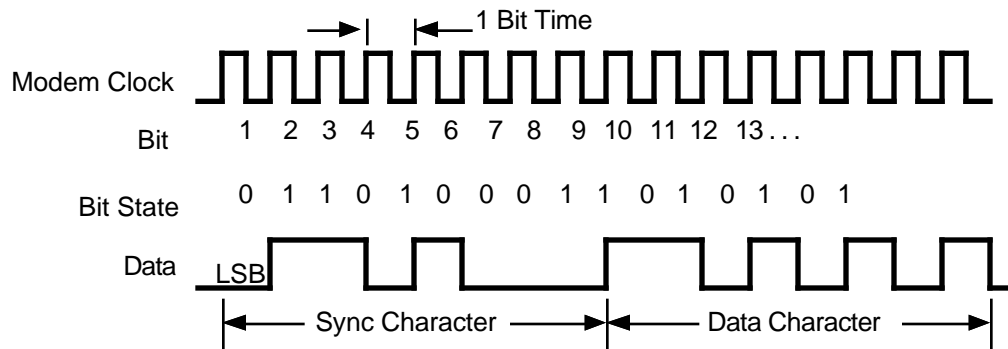 1 Bit Time
Modem Clock
Bit 1 2 3 4 5 6 7 8 9 10 11 12 13 . . .
Bit State 0 1 1 0 1 0 0 0 1 1 0 1 0 1 0 1
Data LSB
Sync Character Data Character